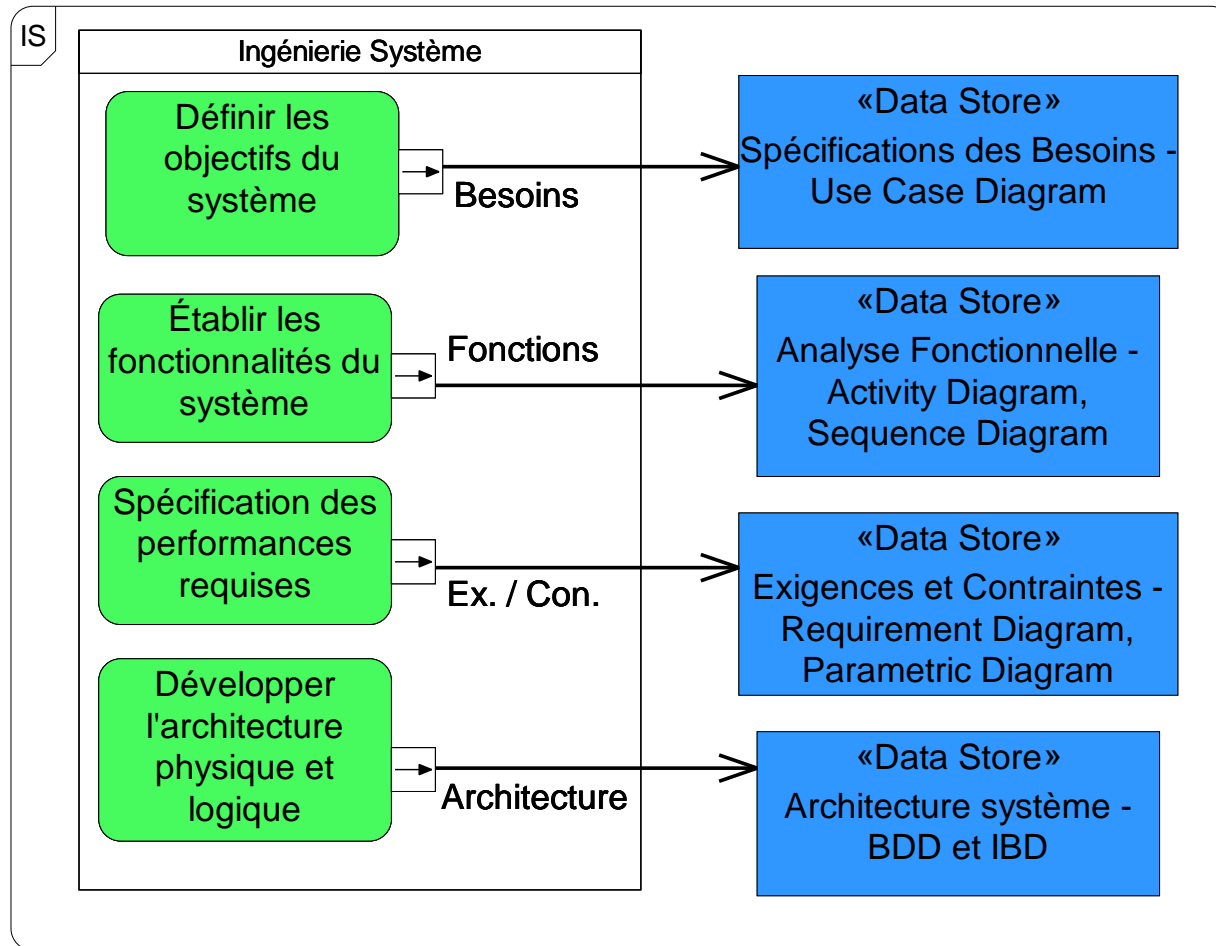 IS
Ingénierie Système
Définir les
objectifs du
système
Besoins
«Data Store»
Spécifications des Besoins -
Use Case Diagram
Établir les
fonctionnalités du
système
Fonctions
«Data Store»
Analyse Fonctionnelle -
Activity Diagram,
Sequence Diagram
Spécification des
performances
requises
Ex. / Con.
«Data Store»
Exigences et Contraintes -
Requirement Diagram,
Parametric Diagram
Développer
l'architecture
physique et
logique
Architecture
«Data Store»
Architecture système -
BDD et IBD